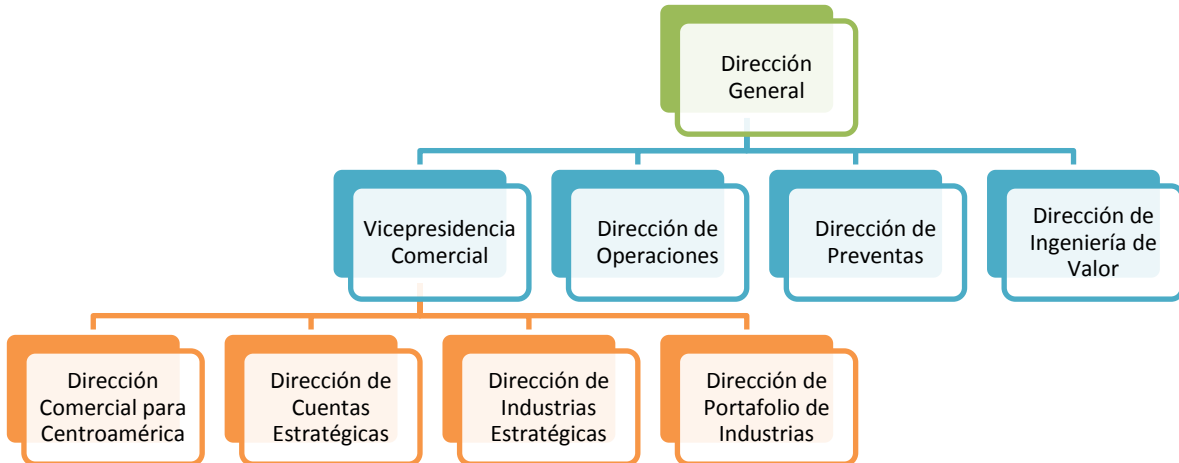 Dirección
General
Vicepresidencia
Comercial
Dirección de
Operaciones
Dirección de
Preventas
Dirección de
Ingeniería de
Valor
Dirección
Comercial para
Centroamérica
Dirección de
Cuentas
Estratégicas
Dirección de
Industrias
Estratégicas
Dirección de
Portafolio de
Industrias